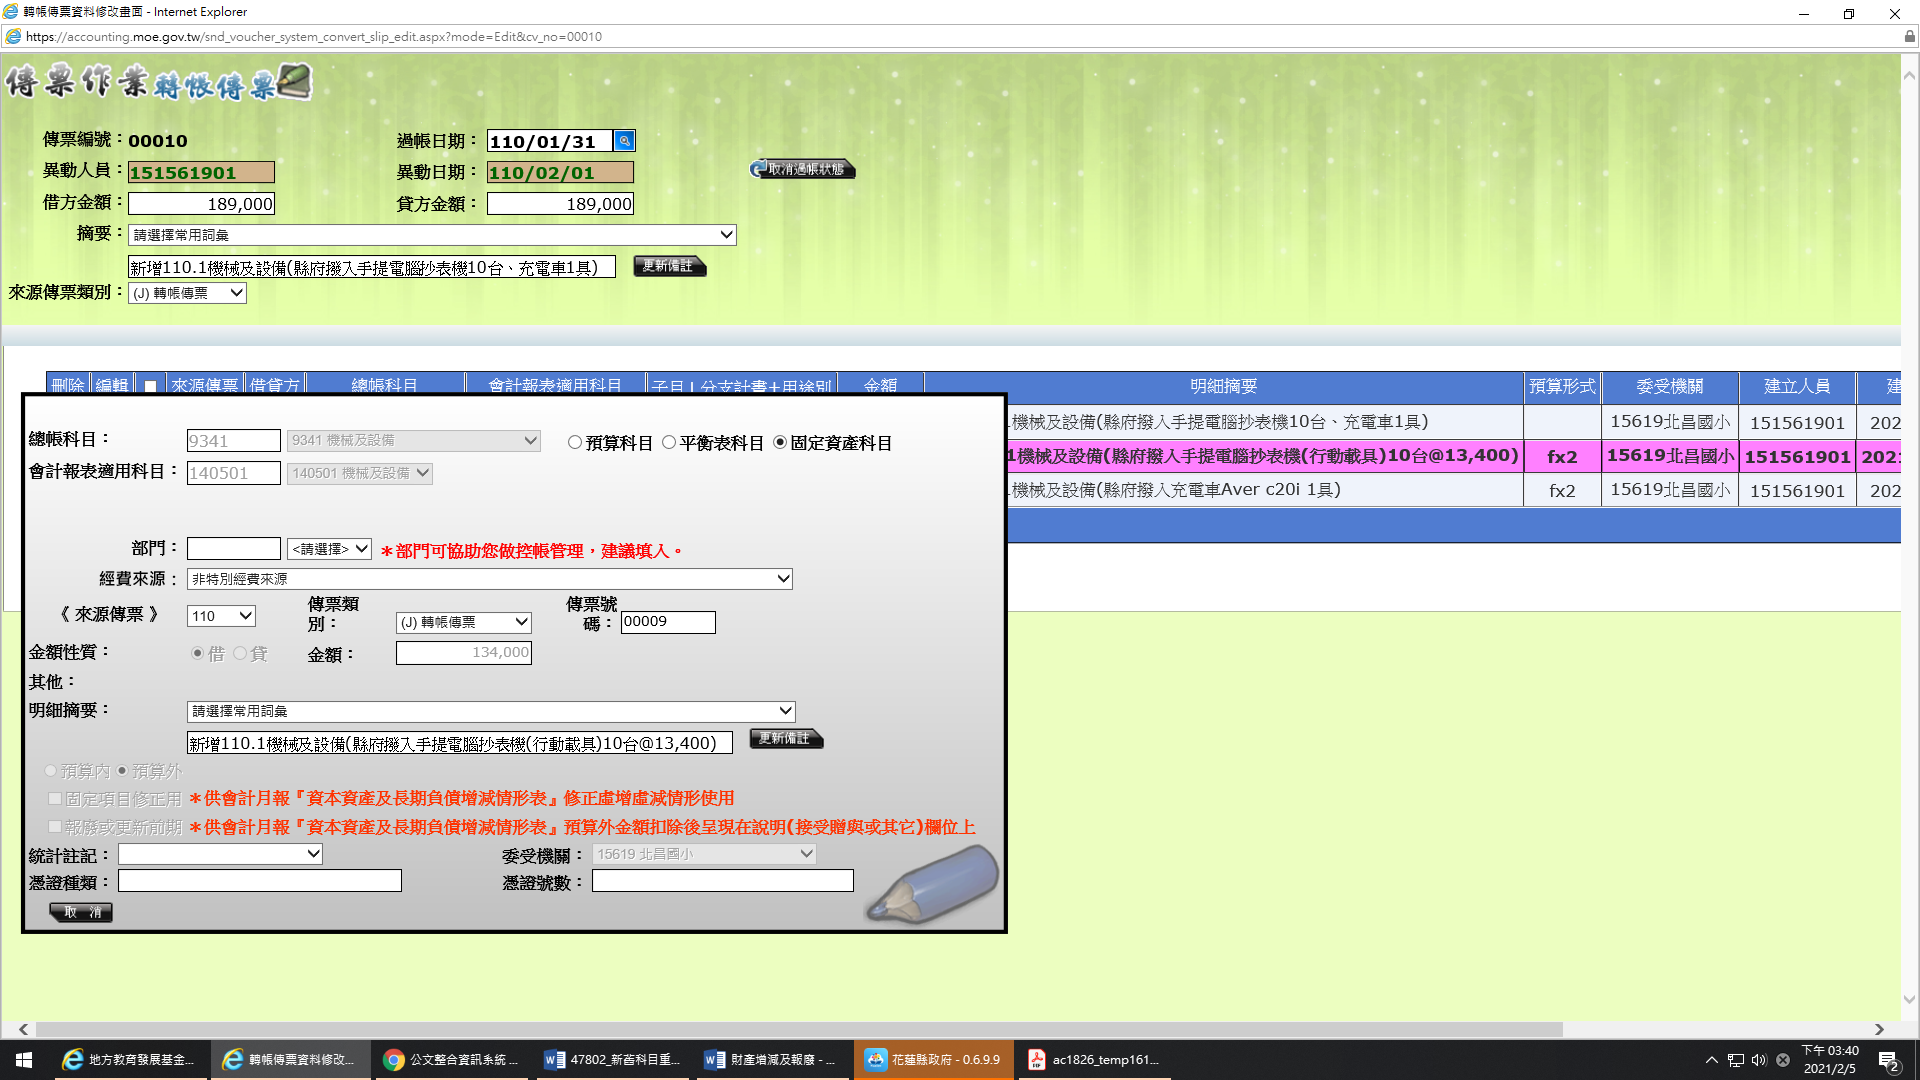 轉帳傳票資料修改畫面 - Internet Explorer
https://accounting.moe.gov.tw/snd_voucher_system_convert_slip_edit.aspx?mode=Edit&cv_no=00010
傳票作業轉帳傳票
傳票編號：00010 過帳日期：110/01/31
異動人員：151561901 異動日期：110/02/01 取消過帳狀態
借方金額：189,000 貸方金額：189,000
摘要：請選擇常用詞彙
新增110.1機械及設備(縣府撥入手提電腦抄表機10台、充電車1具) 更新備註
來源傳票類別：(J) 轉帳傳票
刪除 編輯 來源傳票 借貸方 總帳科目 會計報表適用科目 子目 | 分支計畫+用途別 金額 明細摘要 預算形式 委受機關 建立人員 建
機械及設備(縣府撥入手提電腦抄表機10台、充電車1具) 15619北昌國小 151561901 202
1機械及設備(縣府撥入手提電腦抄表機(行動載具)10台@13,400) fx2 15619北昌國小 151561901 2021
機械及設備(縣府撥入充電車Aver c20i 1具) fx2 15619北昌國小 151561901 202
總帳科目：9341 9341 機械及設備 預算科目 平衡表科目 固定資產科目
會計報表適用科目：140501 140501 機械及設備
部門：<請選擇> ＊部門可協助您做控帳管理，建議填入。
經費來源：非特別經費來源
《 來源傳票 》 110 傳票類別：(J) 轉帳傳票 傳票號碼：00009
金額性質：借 貸 金額：134,000
其他：
明細摘要：請選擇常用詞彙
新增110.1機械及設備(縣府撥入手提電腦抄表機(行動載具)10台@13,400) 更新備註
預算內 預算外
固定項目修正用 ＊供會計月報『資本資產及長期負債增減情形表』修正虛增虛減情形使用
報廢或更新前期 ＊供會計月報『資本資產及長期負債增減情形表』預算外金額扣除後呈現在說明(接受贈與或其它)欄位上
統計註記： 委受機關：15619 北昌國小
憑證種類： 憑證號數：
取 消
地方教育發展基金... 轉帳傳票資料修改... 公文整合資訊系統 ... 47802_新舊科目重... 財產增減及報廢 - ... 花蓮縣政府 - 0.6.9.9 ac1826_temp161...
下午 03:40
2021/2/5
2